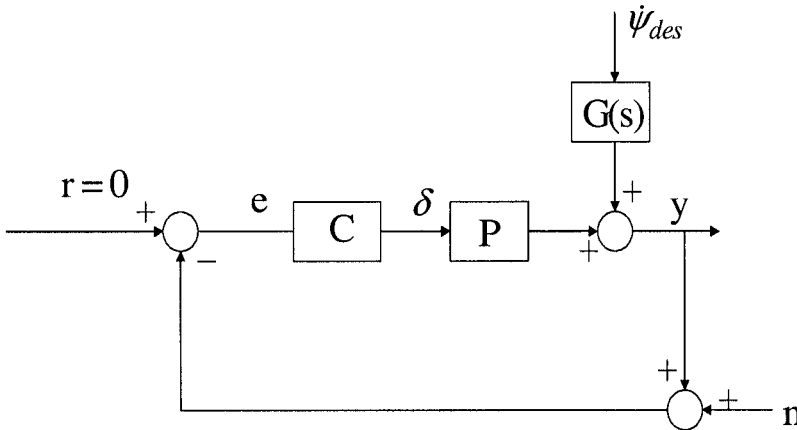 ψ̇des
G(s)
r = 0
+
e
C
δ
P
+
+
y
−
+
+
n